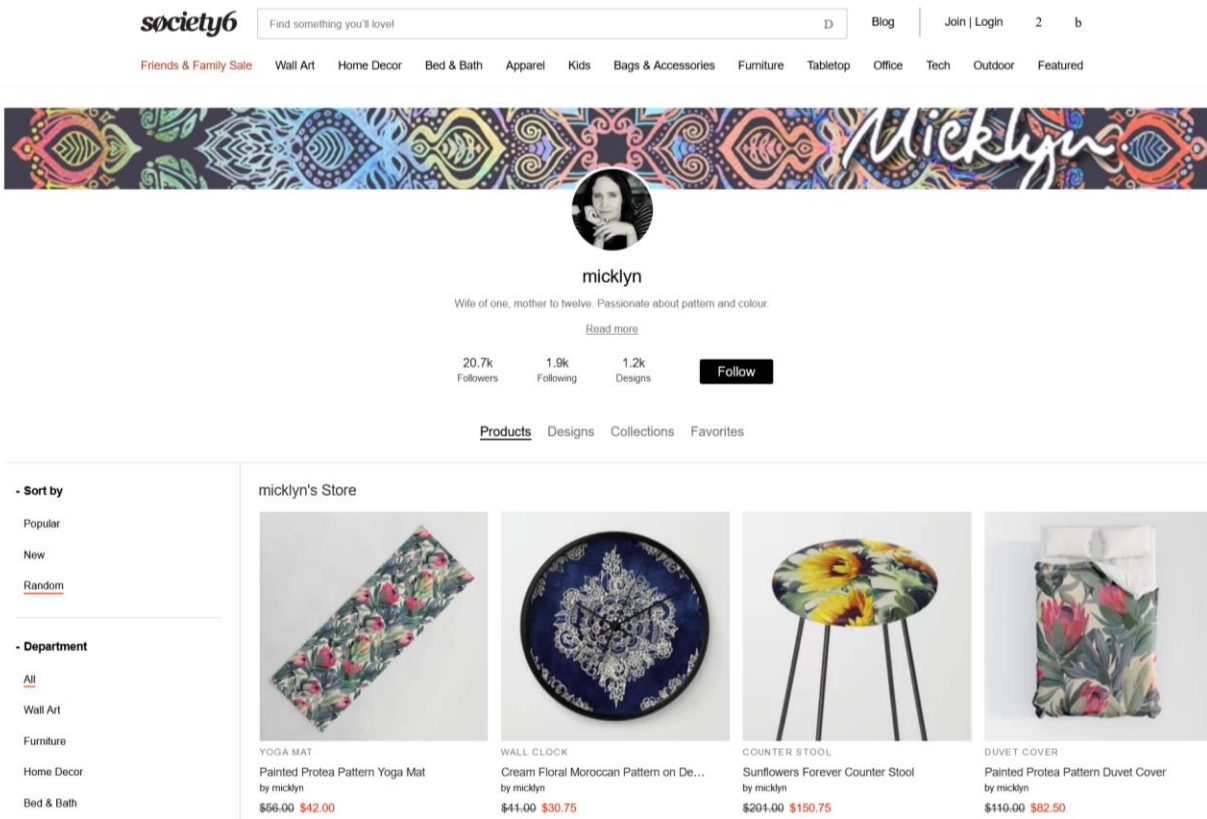 society6
Find something you'll love!
D
Blog
Join | Login
2
b
Friends & Family Sale
Wall Art
Home Decor
Bed & Bath
Apparel
Kids
Bags & Accessories
Furniture
Tabletop
Office
Tech
Outdoor
Featured
Micklyn.
micklyn
Wife of one, mother to twelve. Passionate about pattern and colour.
Read more
20.7k
Followers
1.9k
Following
1.2k
Designs
Follow
Products
Designs
Collections
Favorites
- Sort by
Popular
New
Random
- Department
All
Wall Art
Furniture
Home Decor
Bed & Bath
micklyn's Store
YOGA MAT
Painted Protea Pattern Yoga Mat
by micklyn
$56.00 $42.00
WALL CLOCK
Cream Floral Moroccan Pattern on De...
by micklyn
$41.00 $30.75
COUNTER STOOL
Sunflowers Forever Counter Stool
by micklyn
$201.00 $150.75
DUVET COVER
Painted Protea Pattern Duvet Cover
by micklyn
$110.00 $82.50